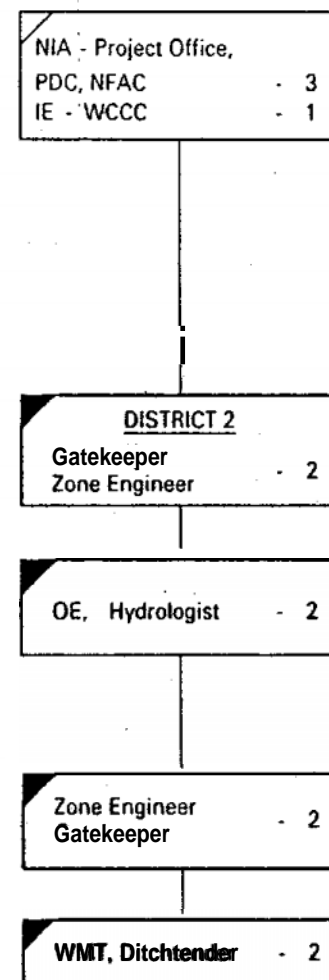 NIA - Project Office,
PDC, NFAC - 3
IE - WCCC - 1
DISTRICT 2
Gatekeeper
Zone Engineer - 2
OE, Hydrologist - 2
Zone Engineer
Gatekeeper - 2
WMT, Ditchtender - 2